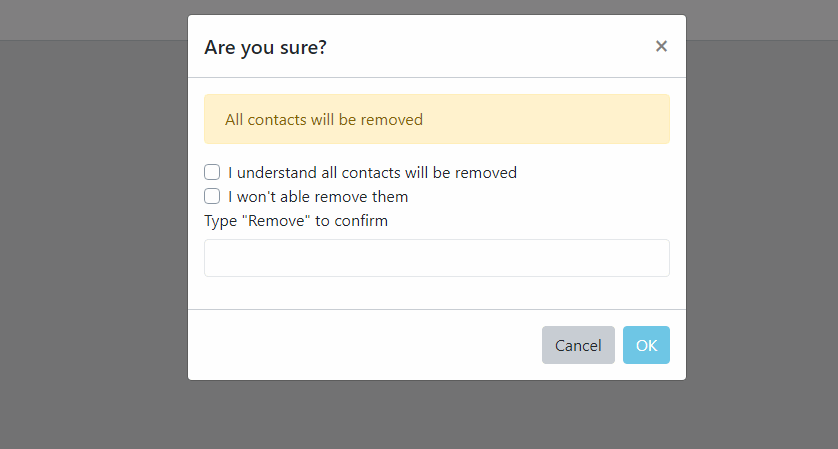 Are you sure?
×
All contacts will be removed
I understand all contacts will be removed
I won't able remove them
Type "Remove" to confirm
Cancel
OK